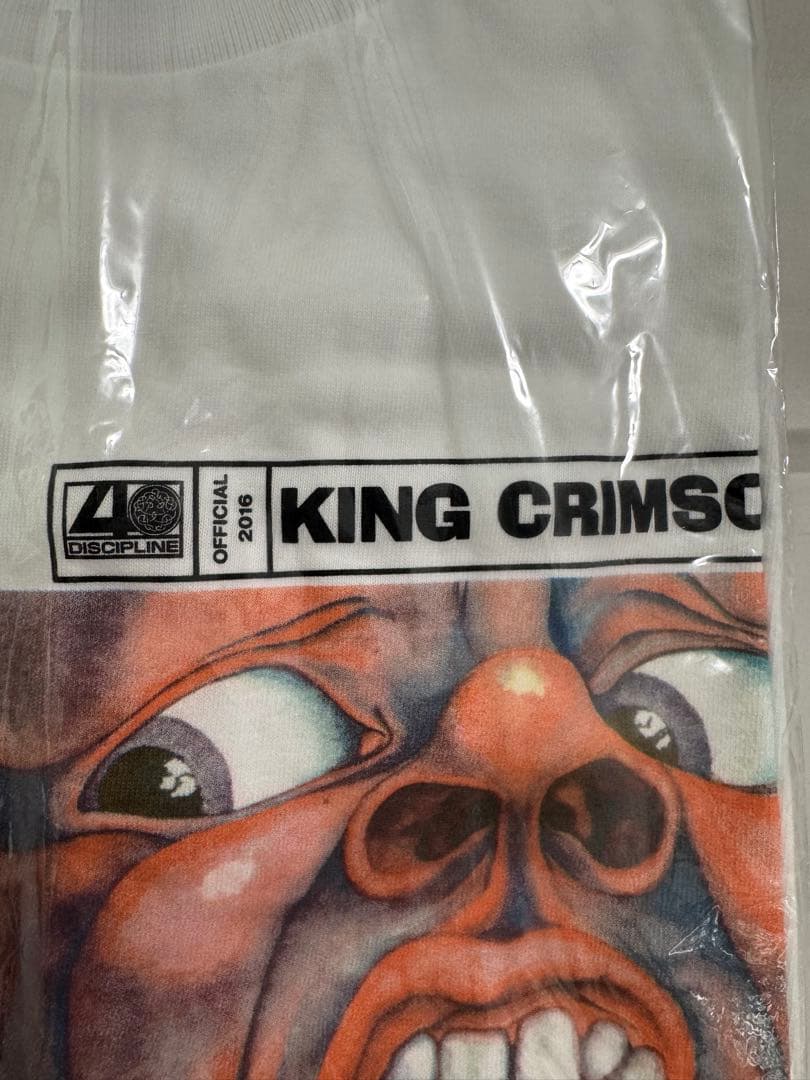 40
DISCIPLINE
OFFICIAL
2016
KING CRIMSO